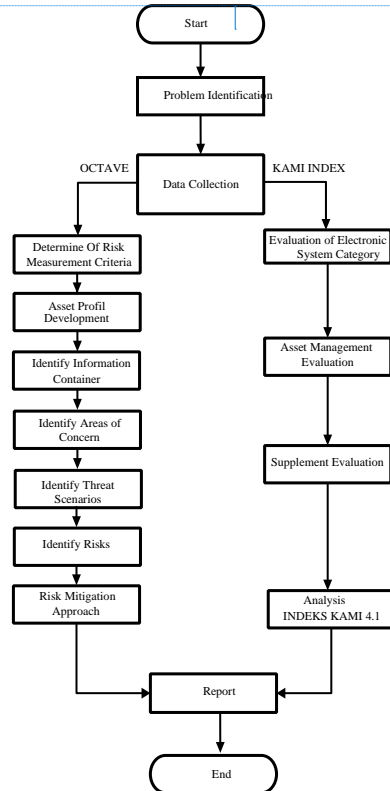 Start
Problem Identification
OCTAVE
KAMI INDEX
Data Collection
Determine Of Risk
Measurement Criteria
Asset Profil
Development
Identify Information
Container
Identify Areas of
Concern
Identify Threat
Scenarios
Identify Risks
Risk Mitigation
Approach
Evaluation of Electronic
System Category
Asset Management
Evaluation
Supplement Evaluation
Analysis
INDEKS KAMI 4.1
Report
End